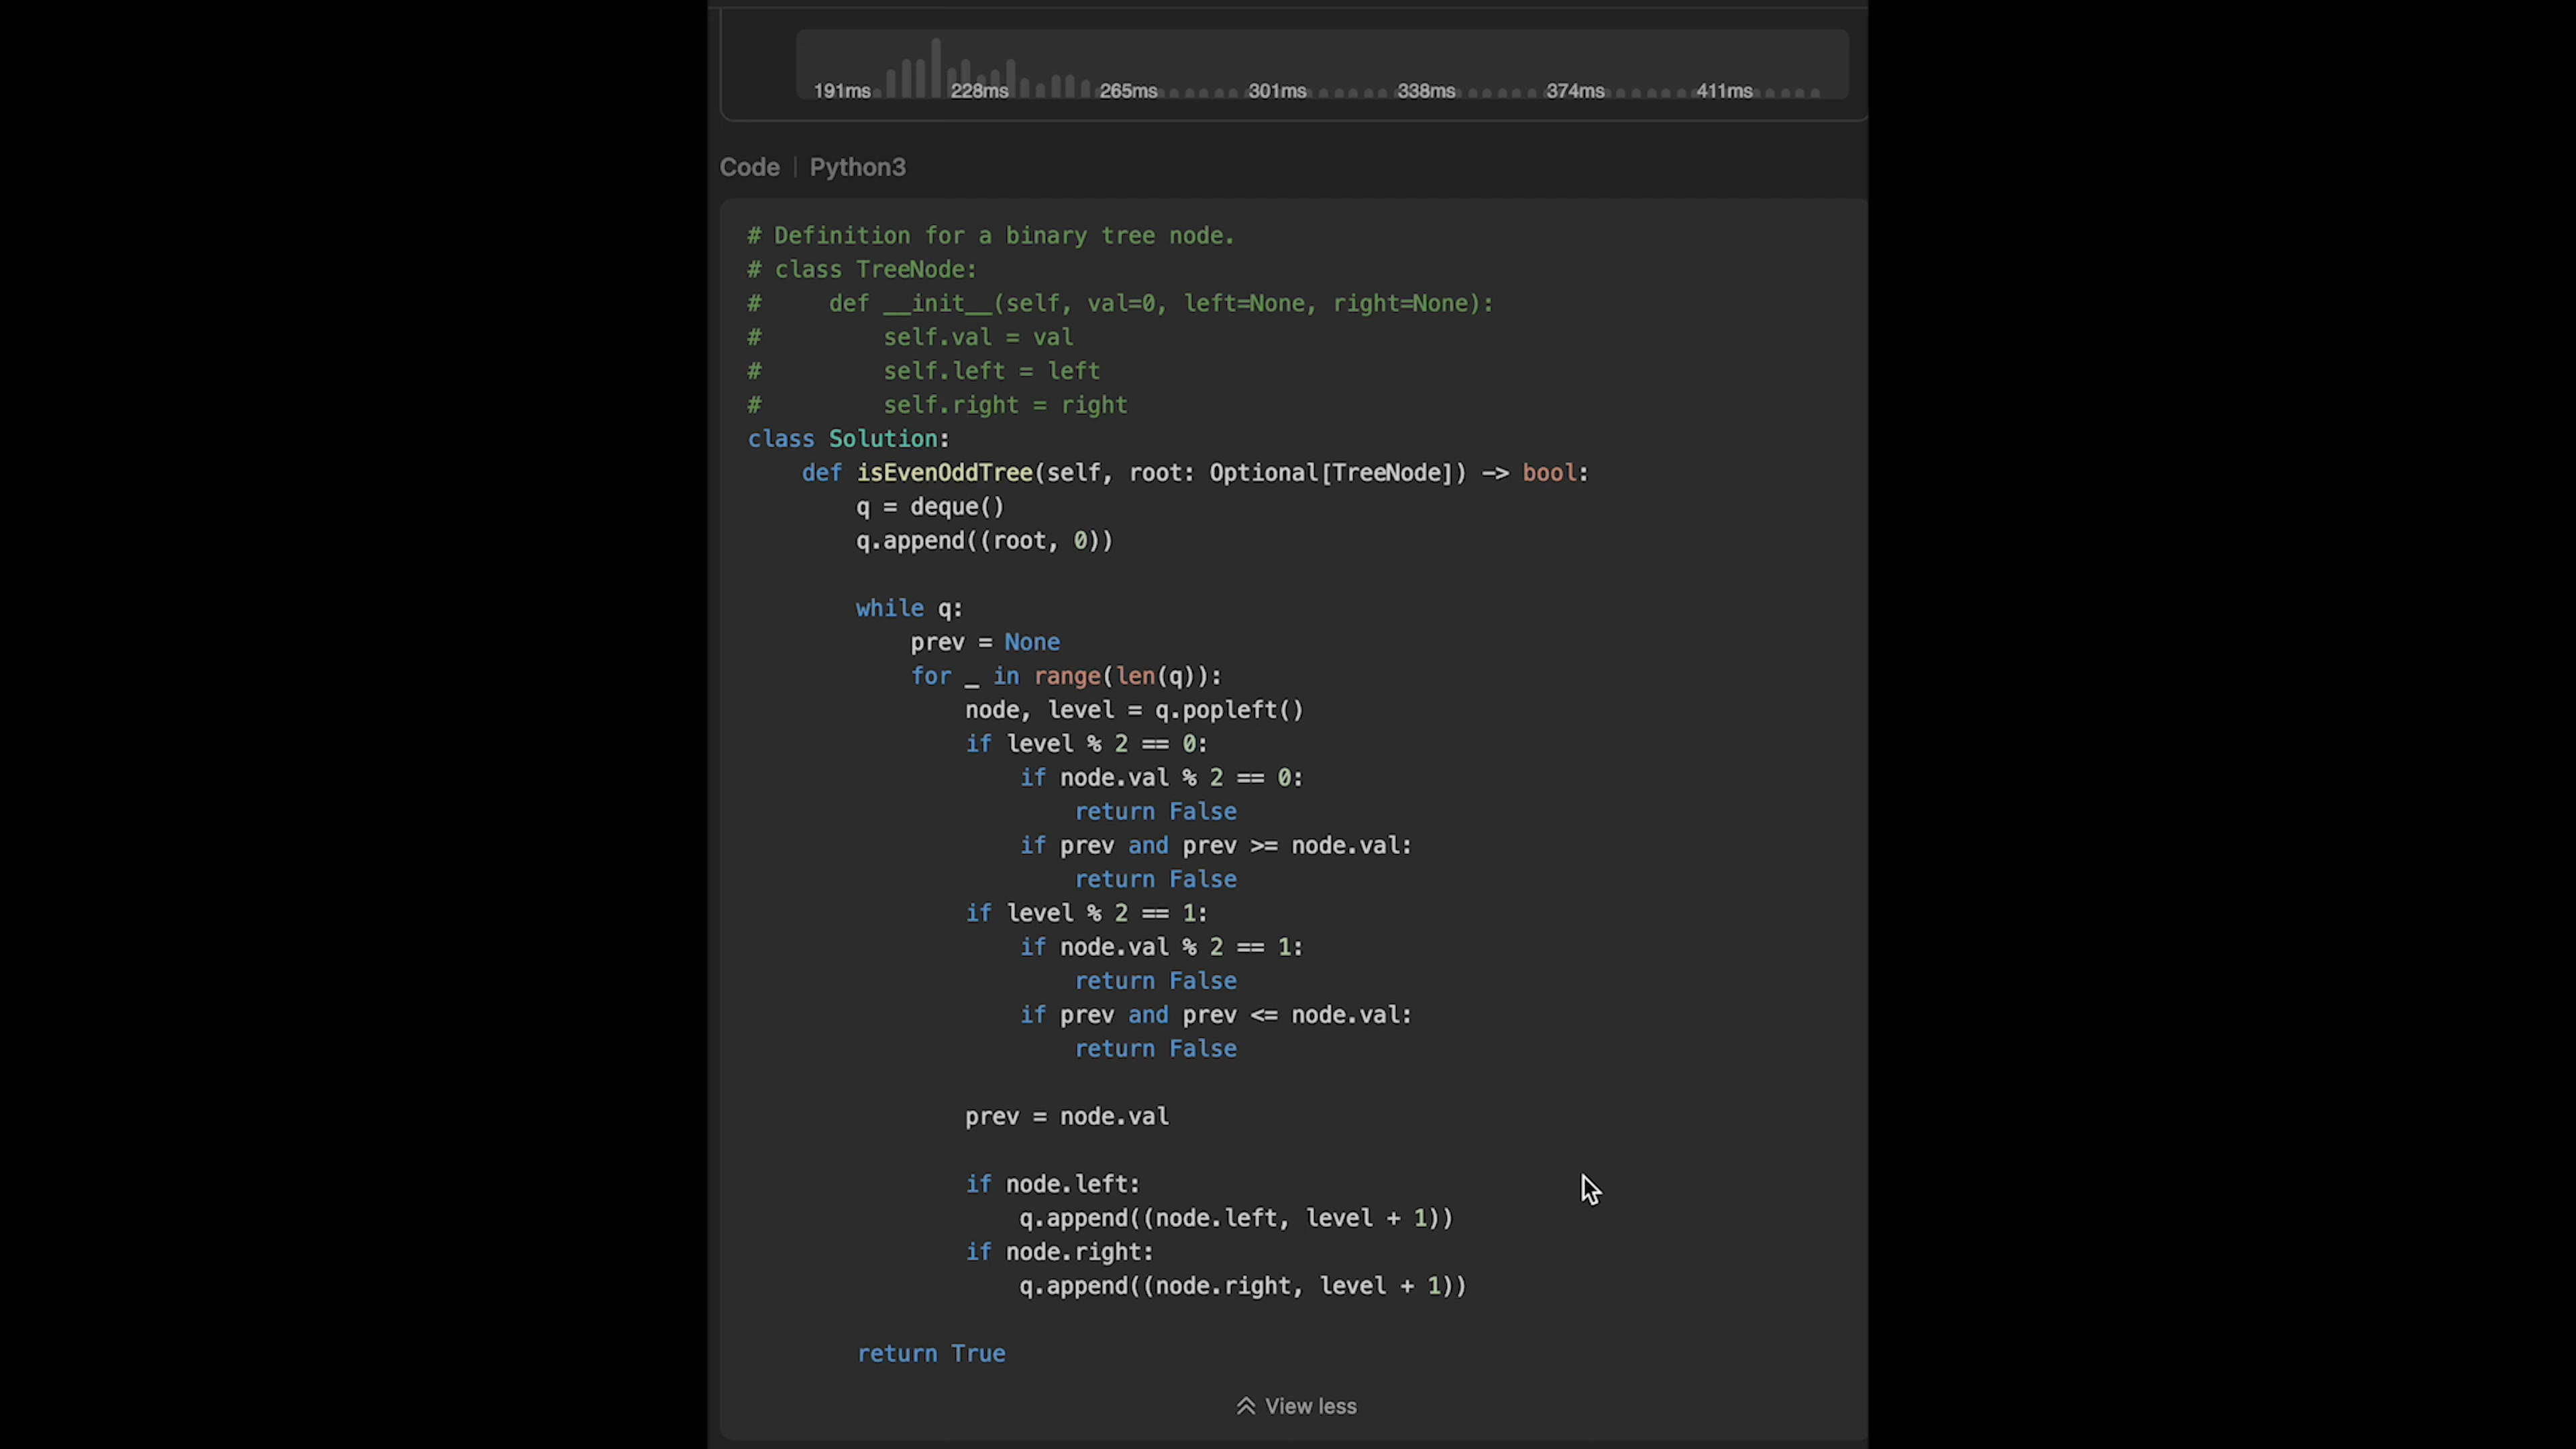 191ms 228ms 265ms 301ms 338ms 374ms 411ms
Code | Python3
# Definition for a binary tree node.
# class TreeNode:
#     def __init__(self, val=0, left=None, right=None):
#         self.val = val
#         self.left = left
#         self.right = right
class Solution:
    def isEvenOddTree(self, root: Optional[TreeNode]) -> bool:
        q = deque()
        q.append((root, 0))

        while q:
            prev = None
            for _ in range(len(q)):
                node, level = q.popleft()
                if level % 2 == 0:
                    if node.val % 2 == 0:
                        return False
                    if prev and prev >= node.val:
                        return False
                if level % 2 == 1:
                    if node.val % 2 == 1:
                        return False
                    if prev and prev <= node.val:
                        return False

                prev = node.val

                if node.left:
                    q.append((node.left, level + 1))
                if node.right:
                    q.append((node.right, level + 1))

        return True
View less